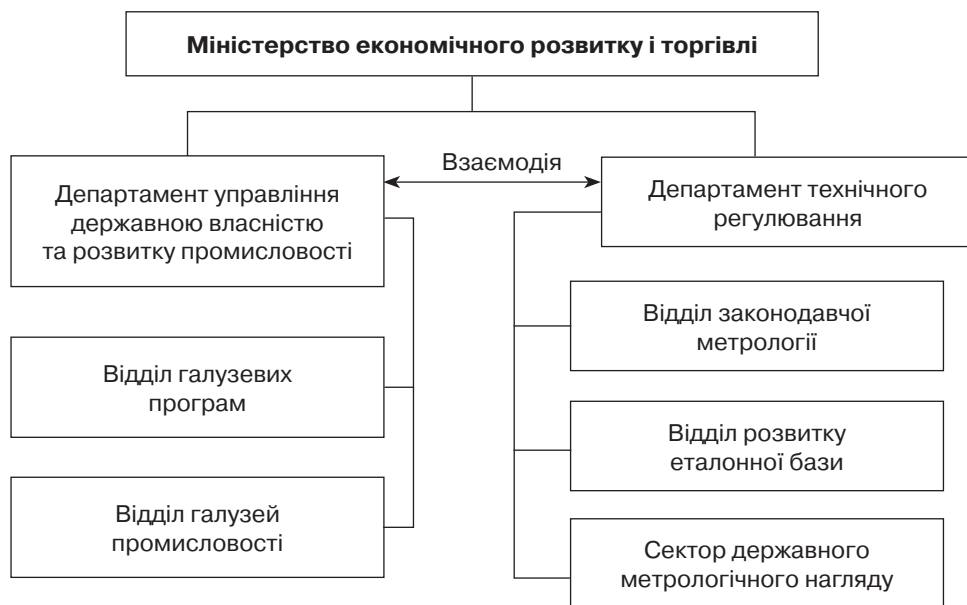 Міністерство економічного розвитку і торгівлі
Взаємодія
Департамент управління
державною власністю
та розвитку промисловості
Відділ галузевих
програм
Відділ галузей
промисловості
Департамент технічного
регулювання
Відділ законодавчої
метрології
Відділ розвитку
еталонної бази
Сектор державного
метрологічного нагляду